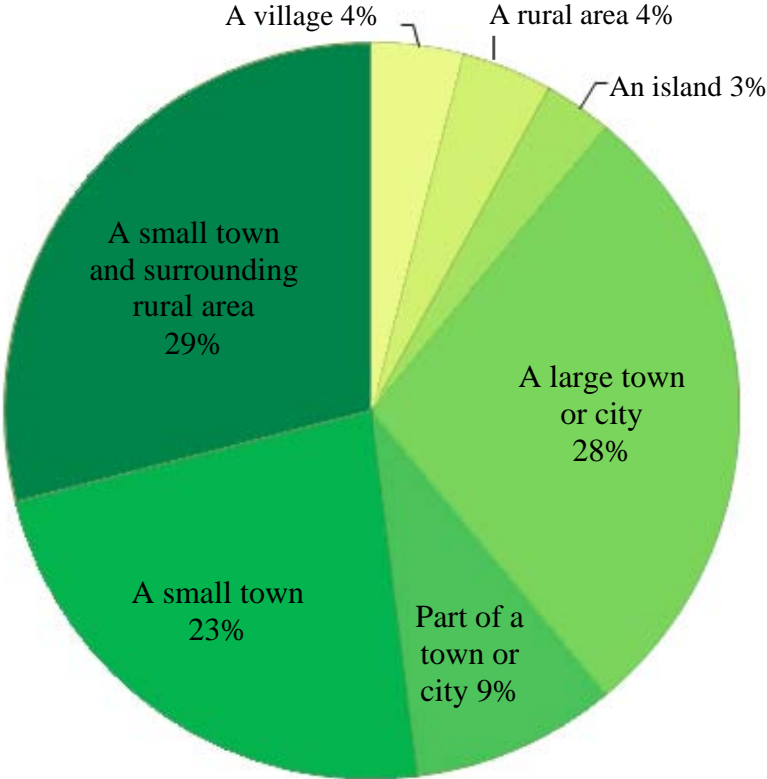 A village 4%
A rural area 4%
An island 3%
A small town
and surrounding
rural area
29%
A large town
or city
28%
A small town
23%
Part of a
town or
city 9%